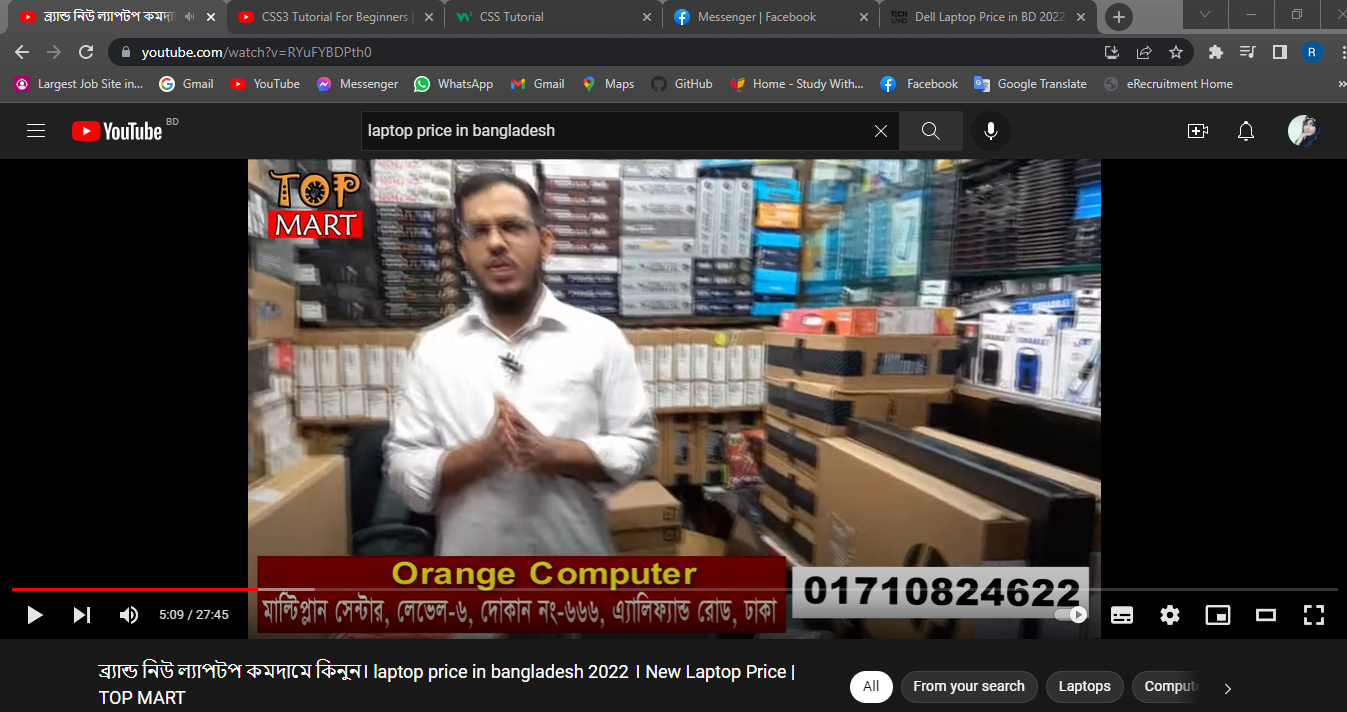 ব্র্যান্ড নিউ ল্যাপটপ কমদা
CSS3 Tutorial For Beginners
CSS Tutorial
Messenger | Facebook
TECH LAND
Dell Laptop Price in BD 2022
youtube.com/watch?v=RYuFYBDPth0
R
Largest Job Site in...
Gmail
YouTube
Messenger
WhatsApp
Gmail
Maps
GitHub
Home - Study With...
Facebook
Google Translate
eRecruitment Home
»
YouTube BD
laptop price in bangladesh
TOP
MART
Orange Computer
মাল্টিপ্লান সেন্টার, লেভেল-৬, দোকান নং-৬৬৬, এ্যালিফ্যান্ড রোড, ঢাকা
01710824622
5:09 / 27:45
ব্র্যান্ড নিউ ল্যাপটপ কমদামে কিনুন। laptop price in bangladesh 2022 । New Laptop Price |
TOP MART
All
From your search
Laptops
Compute